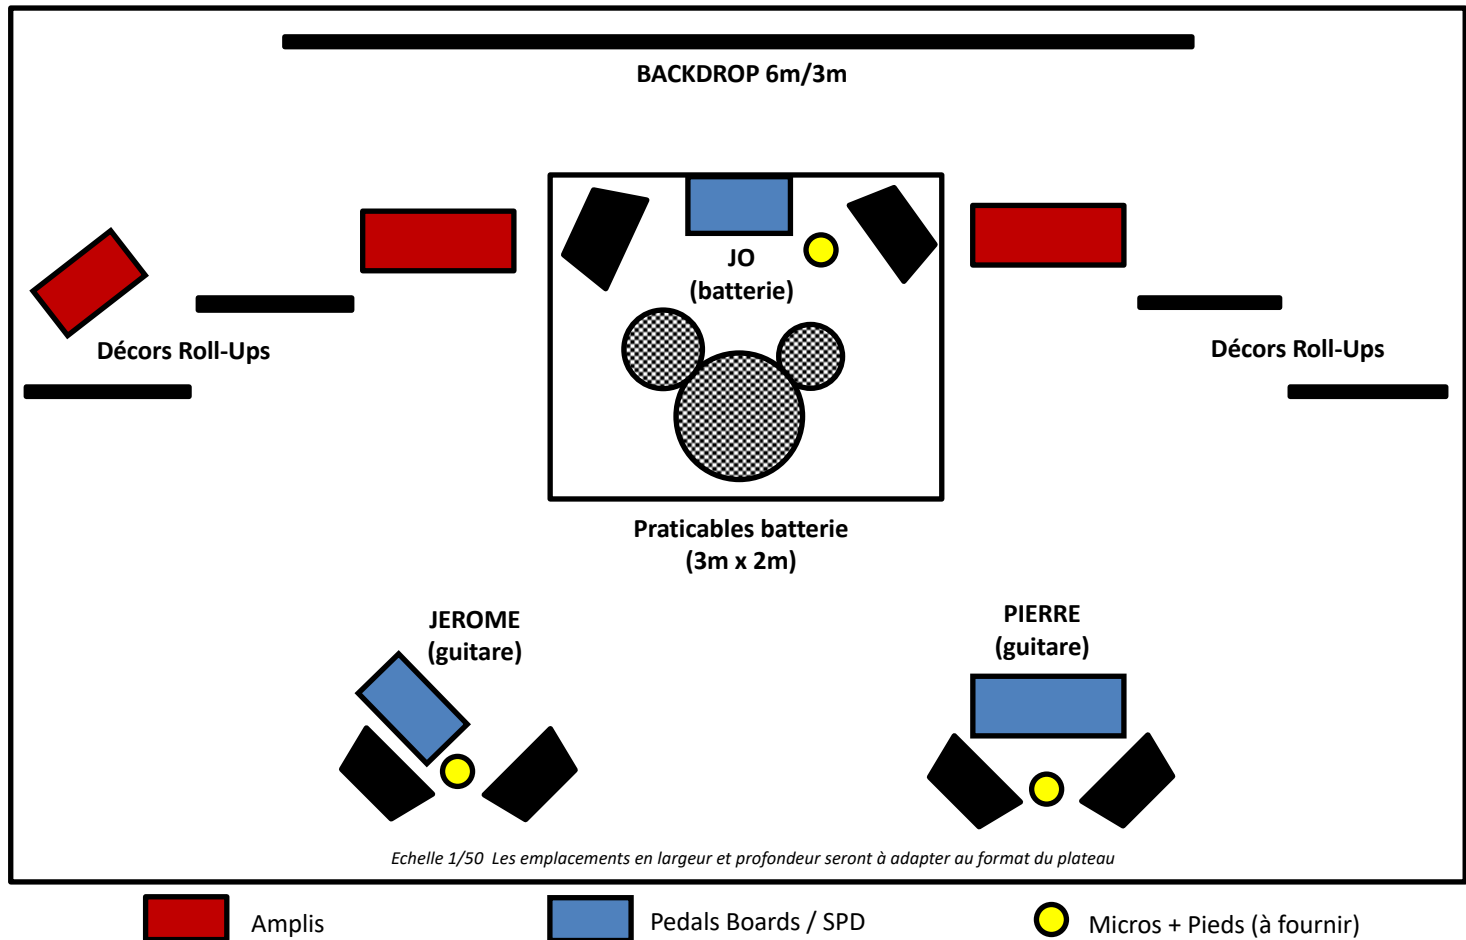 BACKDROP 6m/3m
JO
(batterie)
Décors Roll-Ups
Décors Roll-Ups
Praticables batterie
(3m x 2m)
JEROME
(guitare)
PIERRE
(guitare)
Echelle 1/50  Les emplacements en largeur et profondeur seront à adapter au format du plateau
Amplis
Pedals Boards / SPD
Micros + Pieds (à fournir)